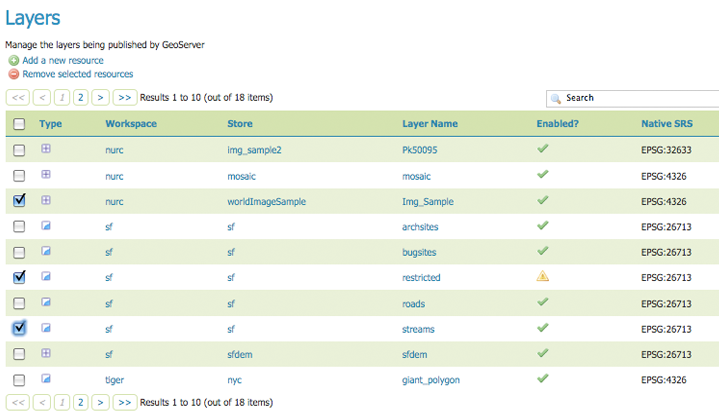 Layers
Manage the layers being published by GeoServer
Add a new resource
Remove selected resources
<< < 1 2 > >> Results 1 to 10 (out of 18 items) Search
Type Workspace Store Layer Name Enabled? Native SRS
nurc img_sample2 Pk50095 EPSG:32633
nurc mosaic mosaic EPSG:4326
nurc worldImageSample Img_Sample EPSG:4326
sf sf archsites EPSG:26713
sf sf bugsites EPSG:26713
sf sf restricted EPSG:26713
sf sf roads EPSG:26713
sf sf streams EPSG:26713
sf sfdem sfdem EPSG:26713
tiger nyc giant_polygon EPSG:4326
<< < 1 2 > >> Results 1 to 10 (out of 18 items)